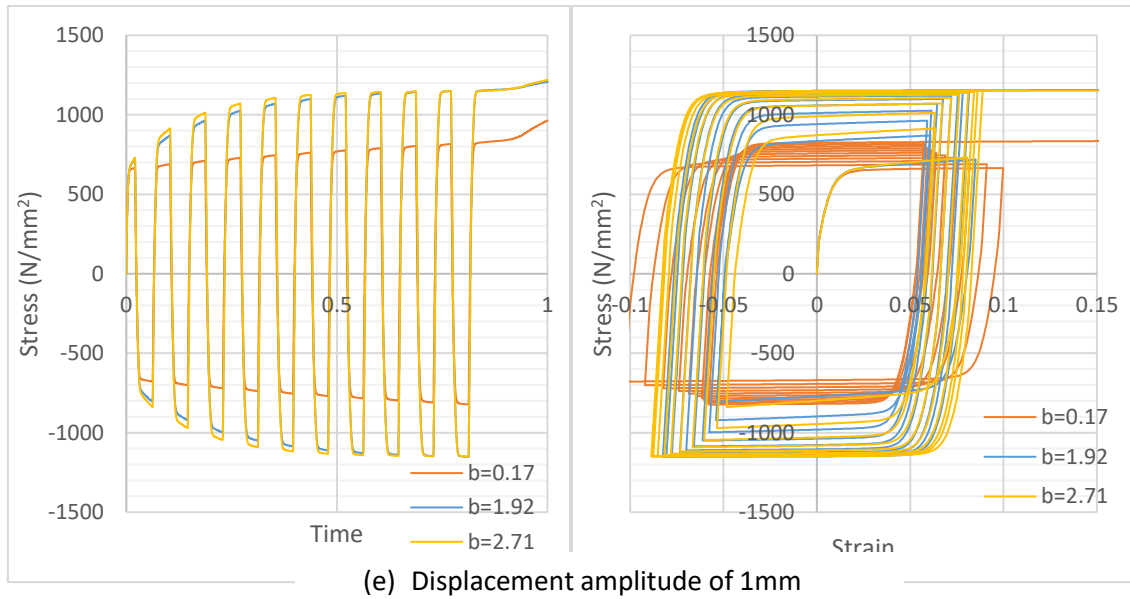 1500
1000
500
0
-500
-1000
-1500
0
0.5
1
Stress (N/mm²)
Time
b=0.17
b=1.92
b=2.71
1500
1000
500
0
-500
-1000
-1500
-0.1
-0.05
0
0.05
0.1
0.15
Stress (N/mm²)
Strain
b=0.17
b=1.92
b=2.71
(e) Displacement amplitude of 1mm